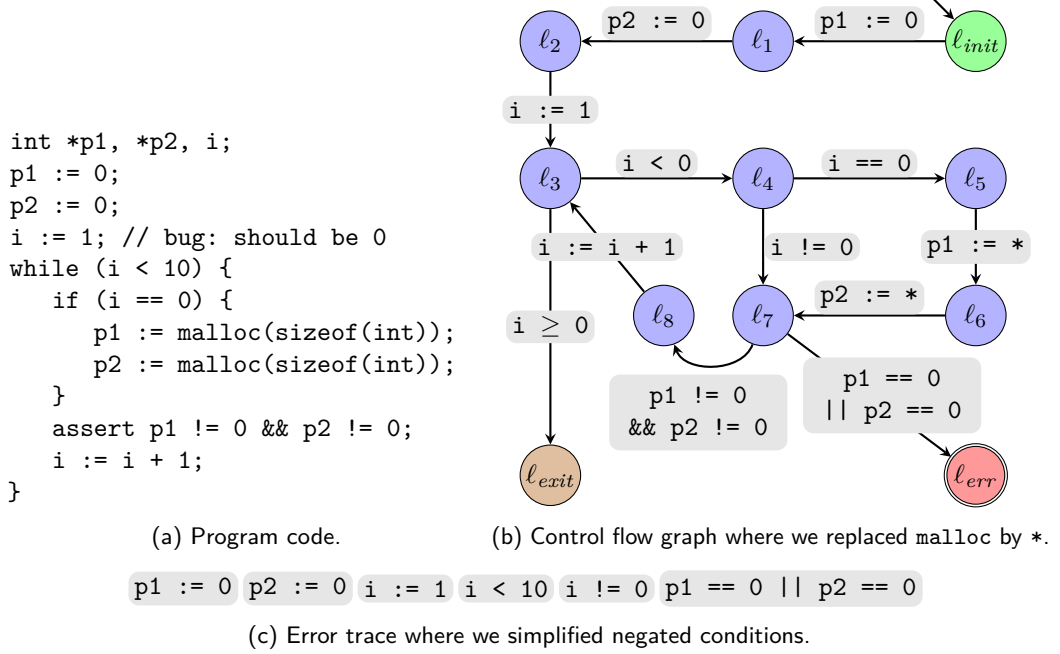 int *p1, *p2, i;
p1 := 0;
p2 := 0;
i := 1; // bug: should be 0
while (i < 10) {
if (i == 0) {
p1 := malloc(sizeof(int));
p2 := malloc(sizeof(int));
}
assert p1 != 0 && p2 != 0;
i := i + 1;
}
(a) Program code.
ℓ2
p2 := 0
ℓ1
p1 := 0
ℓinit
i := 1
ℓ3
i < 0
ℓ4
i == 0
ℓ5
i := i + 1
i != 0
p1 := *
i ≥ 0
ℓ8
ℓ7
p2 := *
ℓ6
p1 != 0
&& p2 != 0
p1 == 0
|| p2 == 0
ℓexit
ℓerr
(b) Control flow graph where we replaced malloc by *.
p1 := 0 p2 := 0 i := 1 i < 10 i != 0 p1 == 0 || p2 == 0
(c) Error trace where we simplified negated conditions.